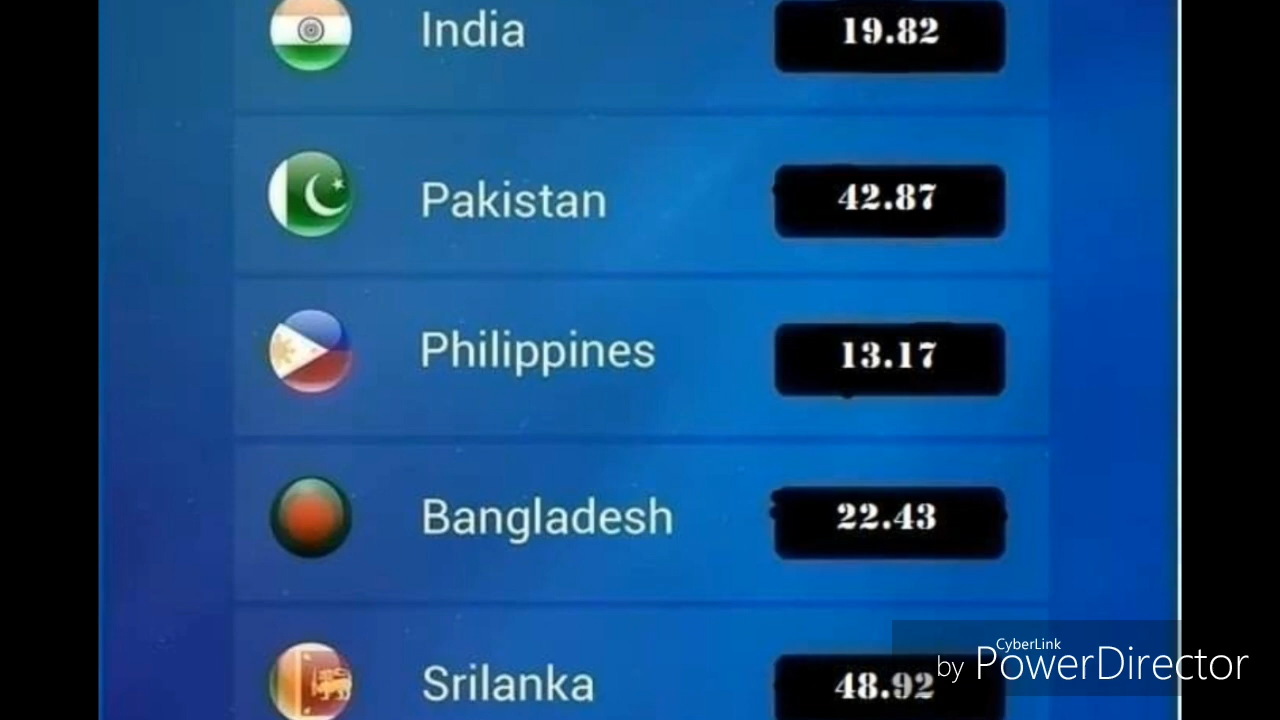 India 19.82
Pakistan 42.87
Philippines 13.17
Bangladesh 22.43
Srilanka 48.92
CyberLink
by PowerDirector